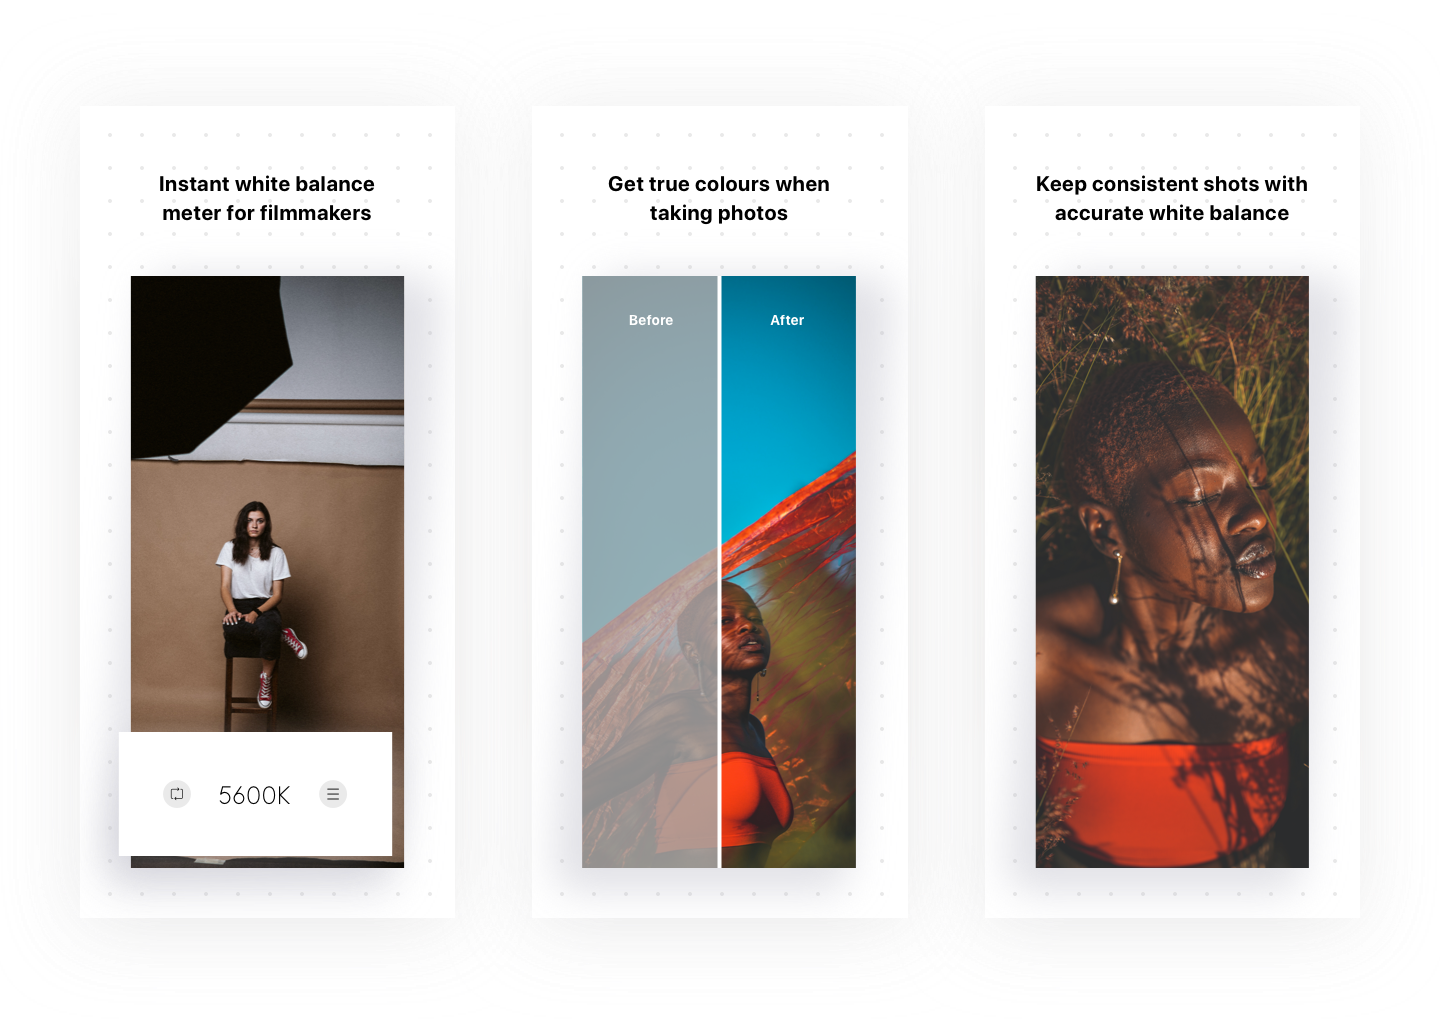 Instant white balance
meter for filmmakers
5600K
Get true colours when
taking photos
Before
After
Keep consistent shots with
accurate white balance